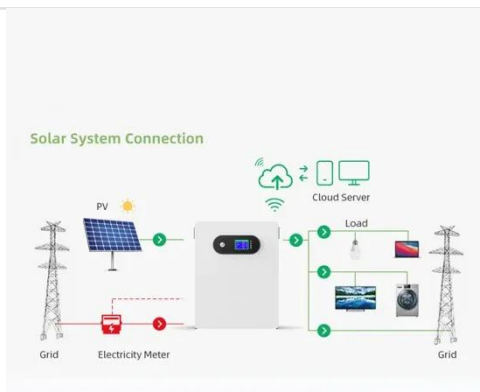 Solar System Connection
Cloud Server
PV
Load
Grid
Electricity Meter
Grid